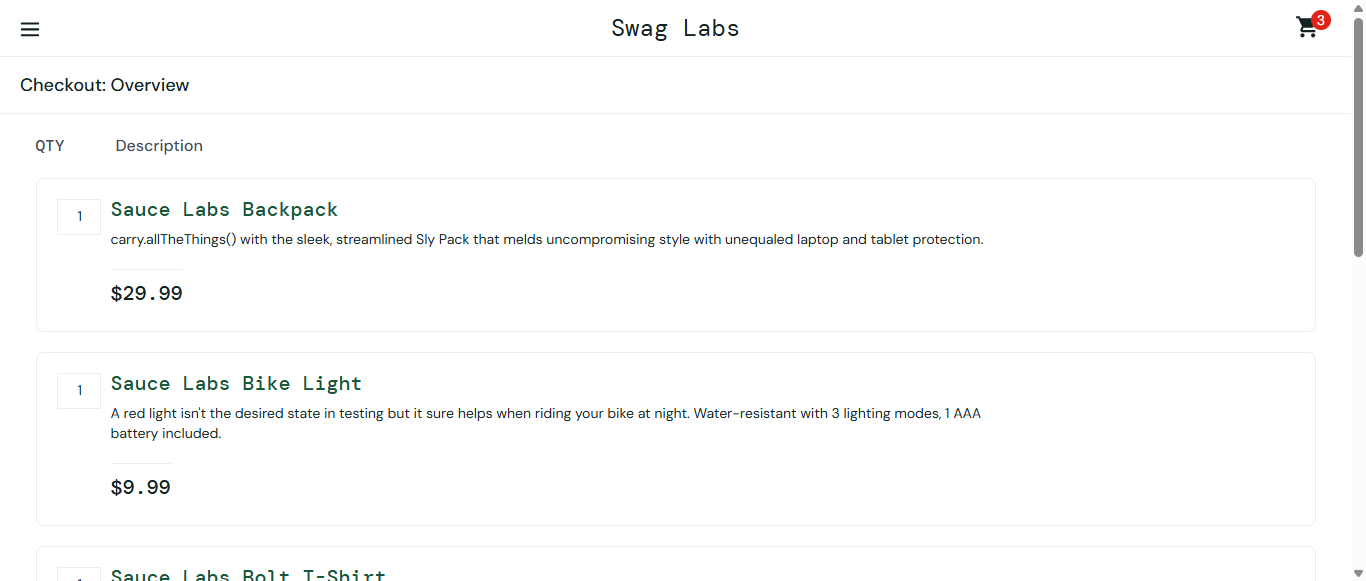 Swag Labs
3
Checkout: Overview
QTY Description
1
Sauce Labs Backpack
carry.allTheThings() with the sleek, streamlined Sly Pack that melds uncompromising style with unequaled laptop and tablet protection.
$29.99
1
Sauce Labs Bike Light
A red light isn't the desired state in testing but it sure helps when riding your bike at night. Water-resistant with 3 lighting modes, 1 AAA
battery included.
$9.99
1
Sauce Labs Bolt T-Shirt